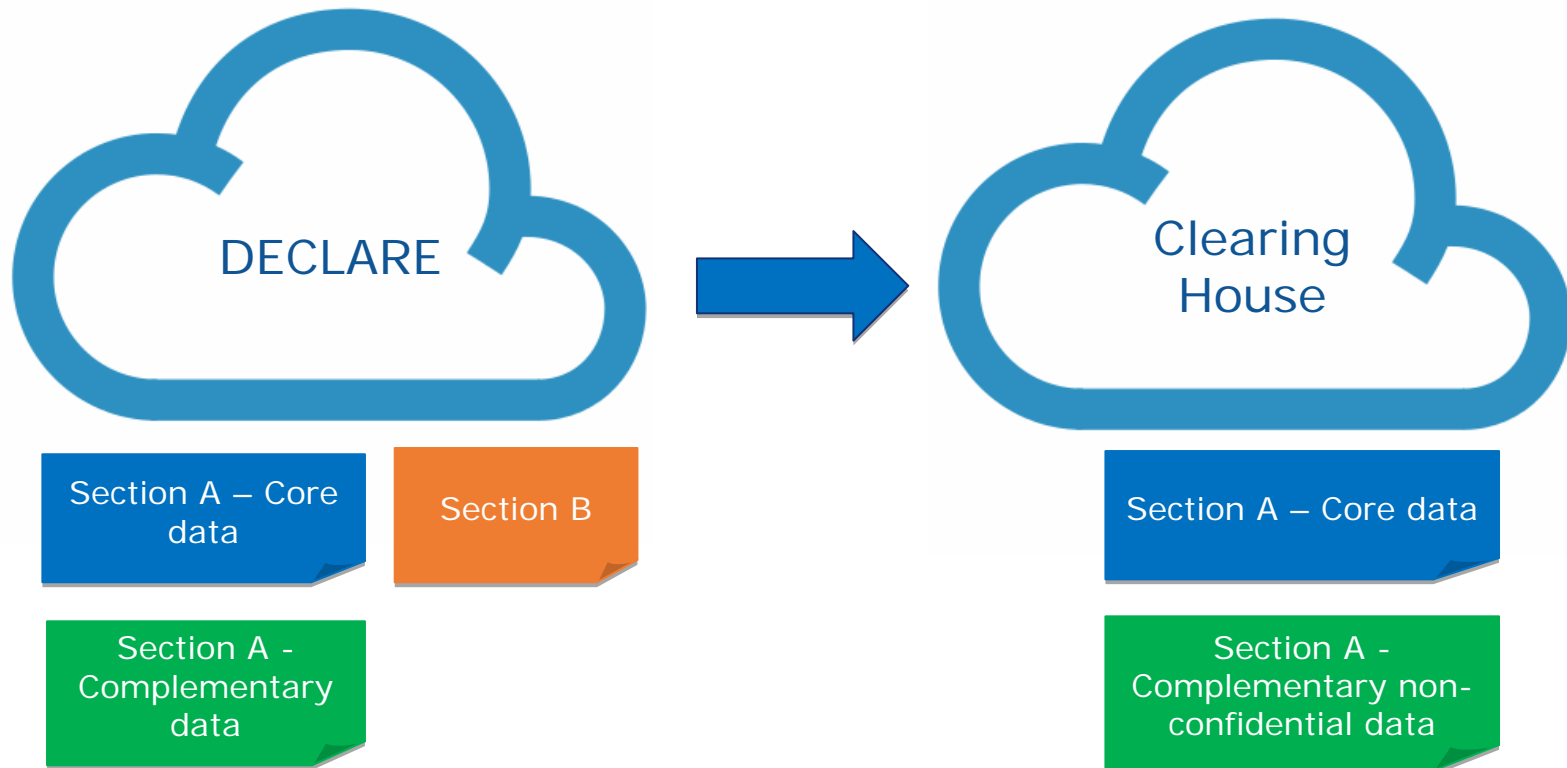 DECLARE
Clearing
House
Section A – Core
data
Section B
Section A -
Complementary
data
Section A – Core data
Section A -
Complementary non-
confidential data